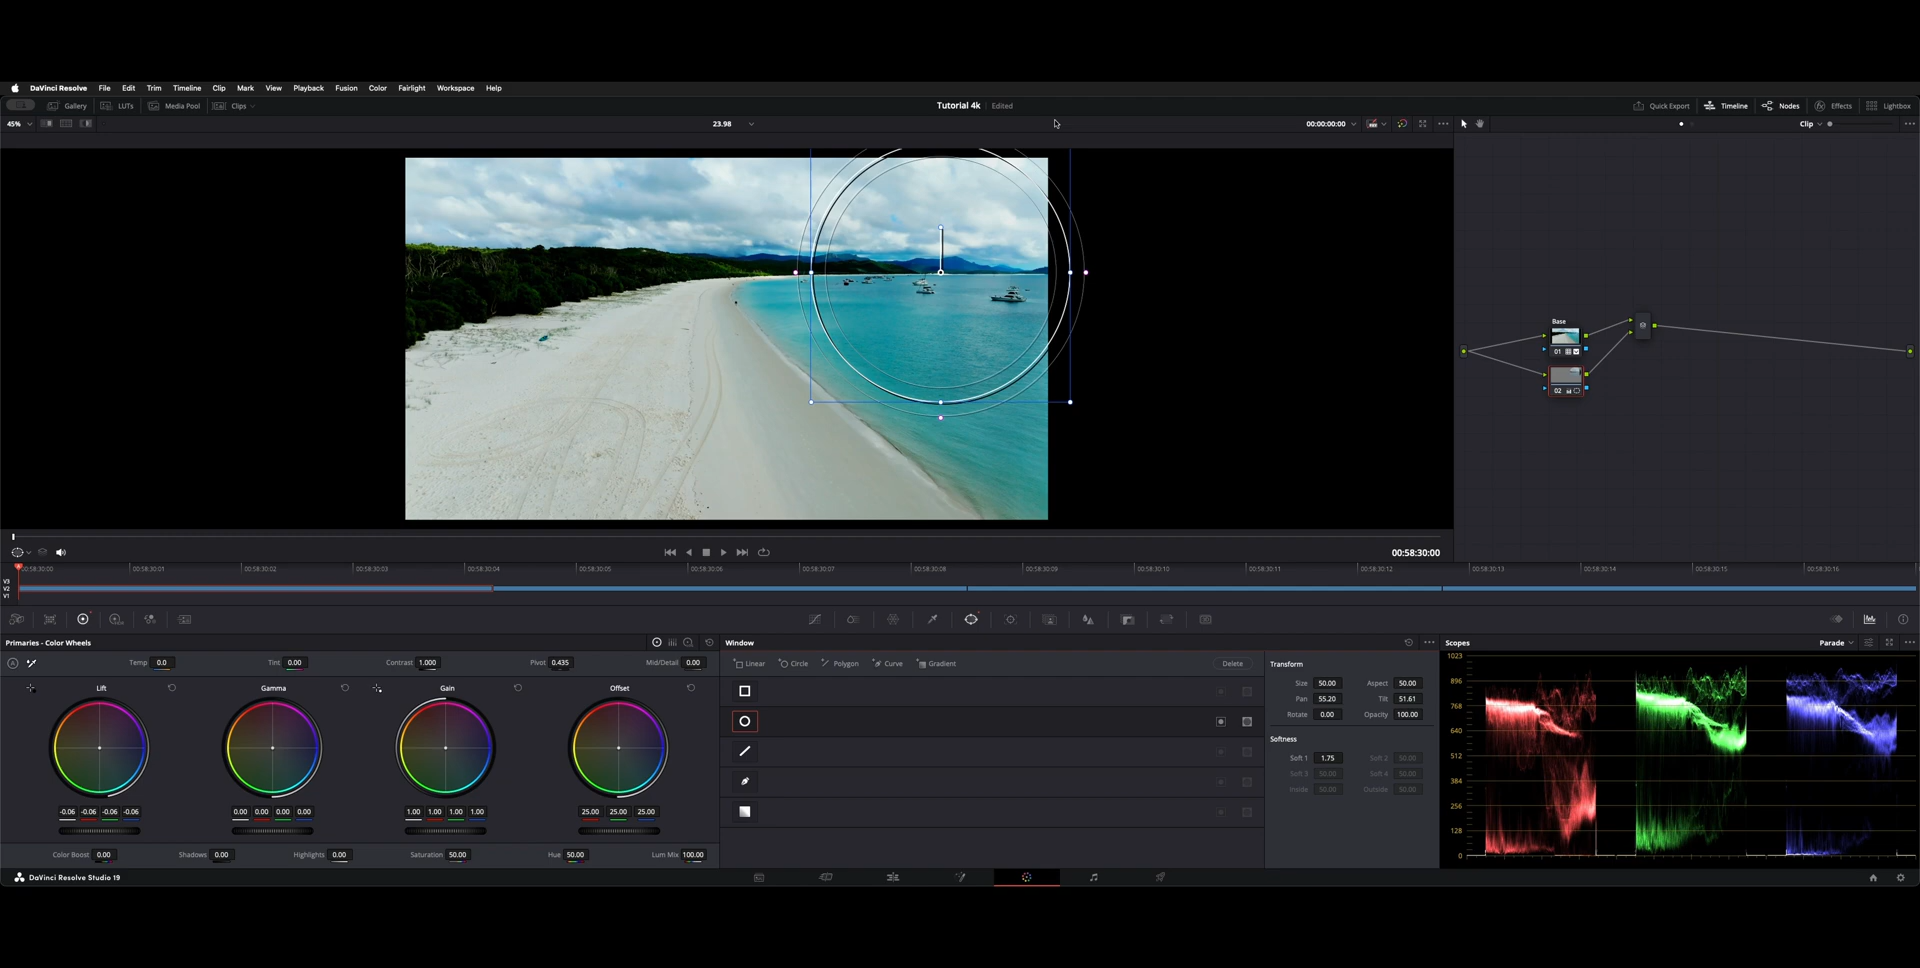 DaVinci Resolve File Edit Trim Timeline Clip Mark View Playback Fusion Color Fairlight Workspace Help
Gallery LUTs Media Pool Clips Tutorial 4k Edited Quick Export Timeline Nodes Effects Lightbox
45% 23.98 00:00:00:00 Clip
Base
01
02
00:58:30:00
00:58:30:00 00:58:30:01 00:58:30:02 00:58:30:03 00:58:30:04 00:58:30:05 00:58:30:06 00:58:30:07 00:58:30:08 00:58:30:09 00:58:30:10 00:58:30:11 00:58:30:12 00:58:30:13 00:58:30:14 00:58:30:15 00:58:30:16
V3
V2
V1
Primaries - Color Wheels
Temp 0.0 Tint 0.00 Contrast 1.000 Pivot 0.435 Mid/Detail 0.00
Lift Gamma Gain Offset
-0.06 -0.06 -0.06 -0.06 0.00 0.00 0.00 0.00 1.00 1.00 1.00 1.00 25.00 25.00 25.00
Color Boost 0.00 Shadows 0.00 Highlights 0.00 Saturation 50.00 Hue 50.00 Lum Mix 100.00
Window
Linear Circle Polygon Curve Gradient Delete
Transform
Size 50.00 Aspect 50.00
Pan 55.20 Tilt 51.61
Rotate 0.00 Opacity 100.00
Softness
Soft 1 1.75 Soft 2 50.00
Soft 3 50.00 Soft 4 50.00
Inside 50.00 Outside 50.00
Scopes Parade
1023
896
768
640
512
384
256
128
0
DaVinci Resolve Studio 19